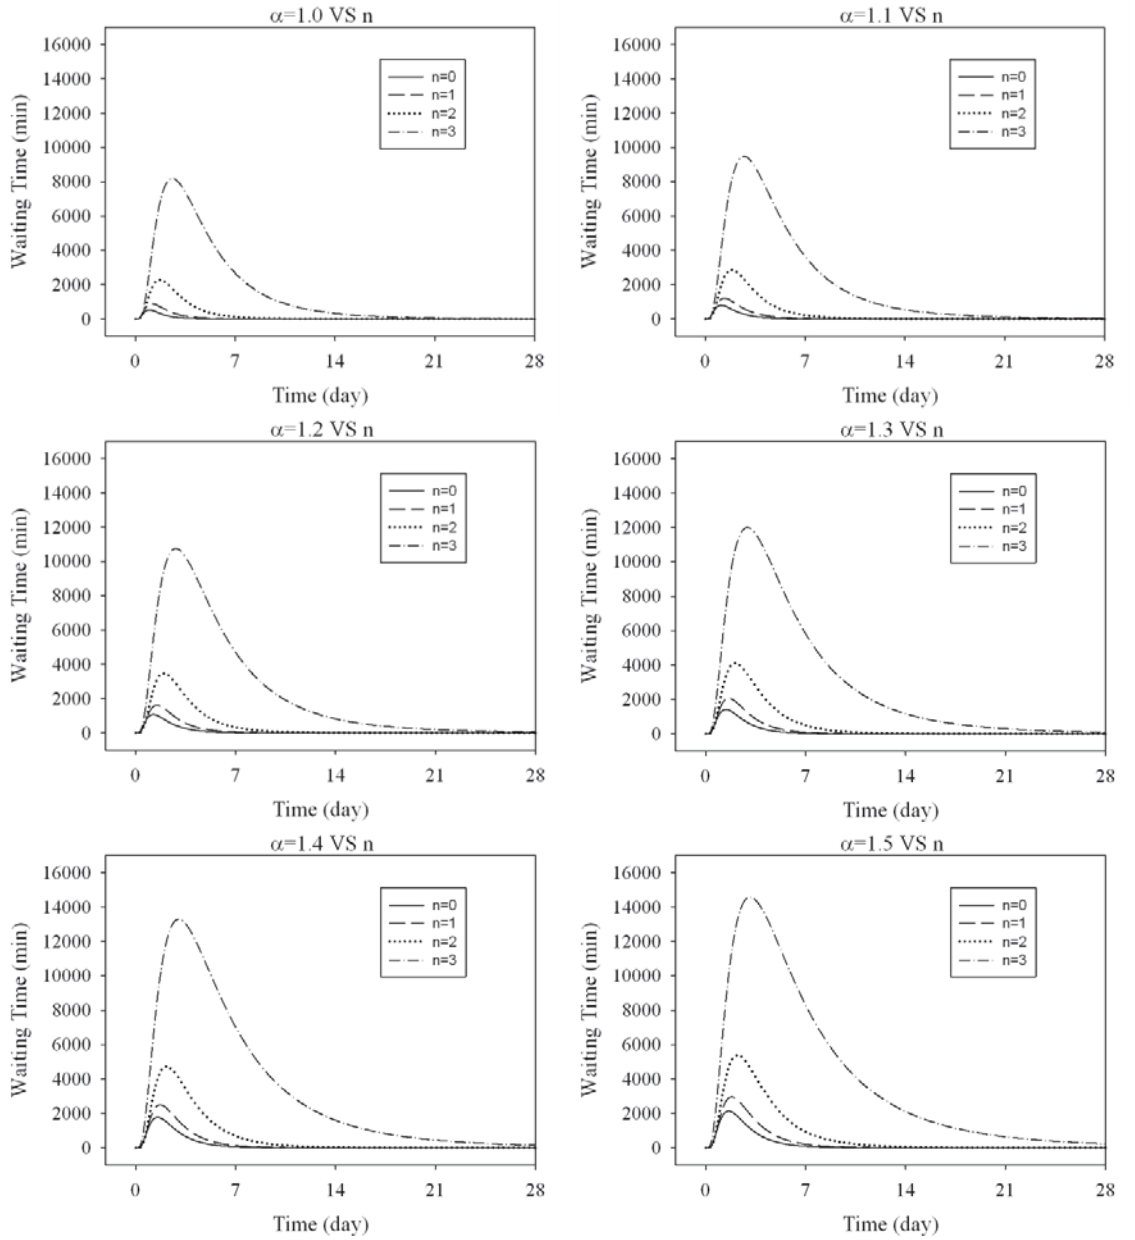 α=1.0 VS n
16000
14000
12000
10000
8000
6000
4000
2000
0
Waiting Time (min)
n=0
n=1
n=2
n=3
0 7 14 21 28
Time (day)
α=1.1 VS n
16000
14000
12000
10000
8000
6000
4000
2000
0
Waiting Time (min)
n=0
n=1
n=2
n=3
0 7 14 21 28
Time (day)
α=1.2 VS n
16000
14000
12000
10000
8000
6000
4000
2000
0
Waiting Time (min)
n=0
n=1
n=2
n=3
0 7 14 21 28
Time (day)
α=1.3 VS n
16000
14000
12000
10000
8000
6000
4000
2000
0
Waiting Time (min)
n=0
n=1
n=2
n=3
0 7 14 21 28
Time (day)
α=1.4 VS n
16000
14000
12000
10000
8000
6000
4000
2000
0
Waiting Time (min)
n=0
n=1
n=2
n=3
0 7 14 21 28
Time (day)
α=1.5 VS n
16000
14000
12000
10000
8000
6000
4000
2000
0
Waiting Time (min)
n=0
n=1
n=2
n=3
0 7 14 21 28
Time (day)